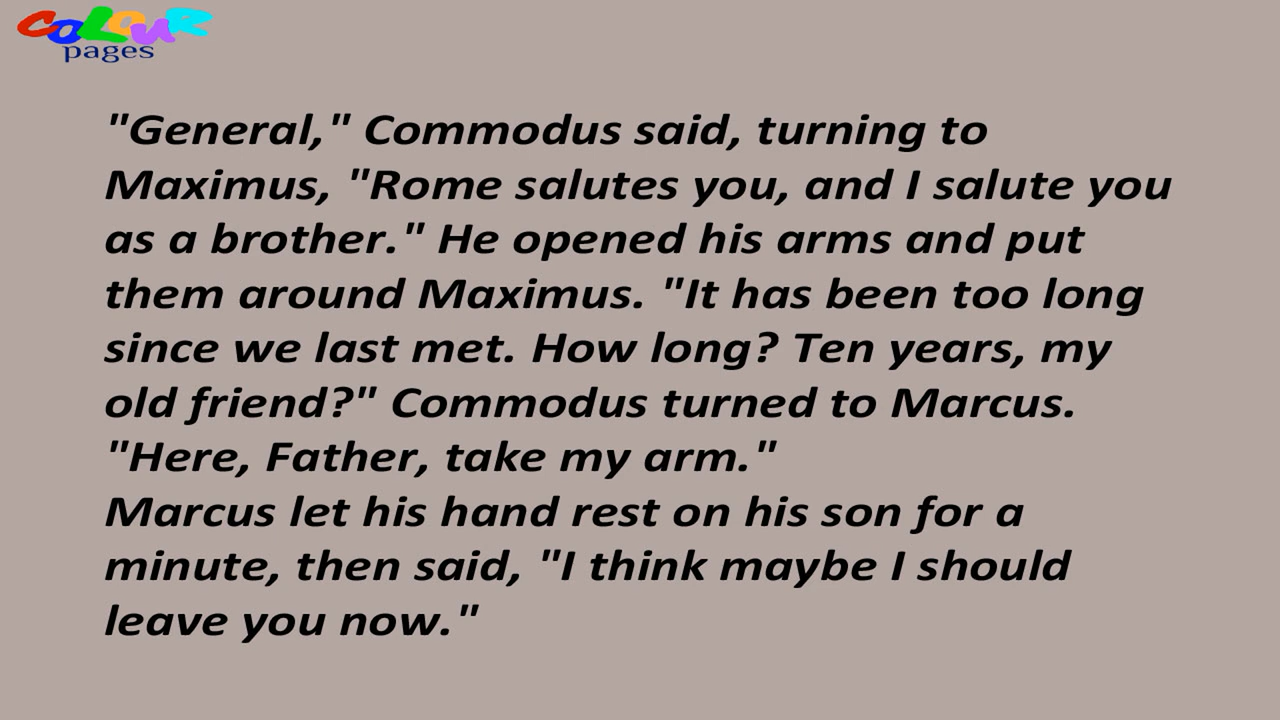 COLOUR
pages
"General," Commodus said, turning to
Maximus, "Rome salutes you, and I salute you
as a brother." He opened his arms and put
them around Maximus. "It has been too long
since we last met. How long? Ten years, my
old friend?" Commodus turned to Marcus.
"Here, Father, take my arm."
Marcus let his hand rest on his son for a
minute, then said, "I think maybe I should
leave you now."